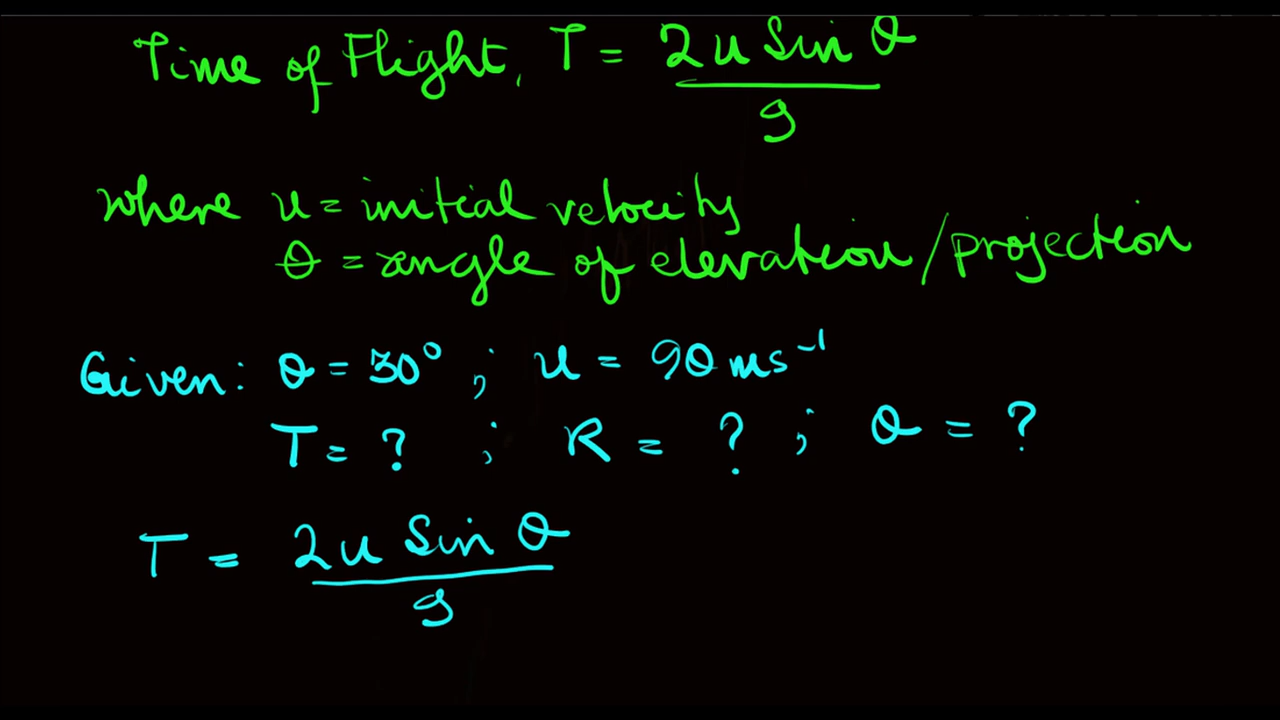 Time of Flight, T = 2u Sin θ / g
where u = initial velocity
θ = angle of elevation/projection
Given: θ = 30° ; u = 90 ms⁻¹
T = ? ; R = ? ; θ = ?
T = 2u Sin θ / g